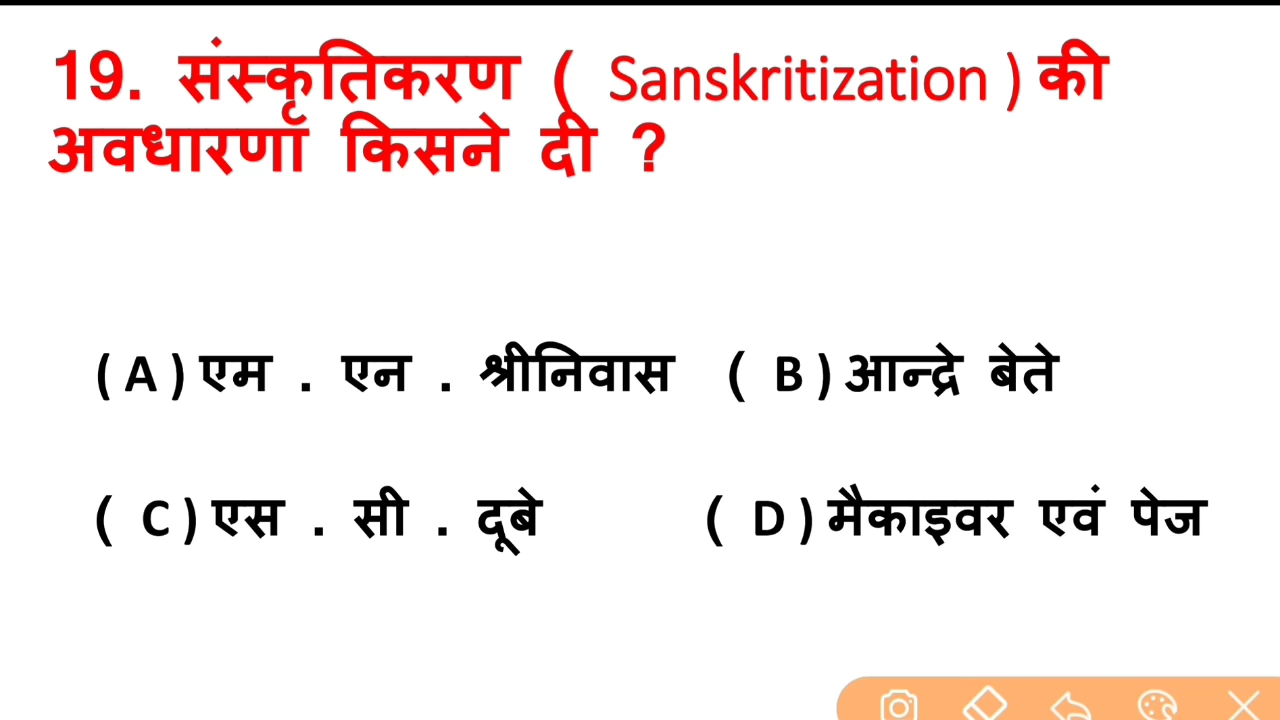 19. संस्कृतिकरण ( Sanskritization ) की
अवधारणा किसने दी ?
( A ) एम . एन . श्रीनिवास ( B ) आन्द्रे बेते
( C ) एस . सी . दूबे ( D ) मैकाइवर एवं पेज